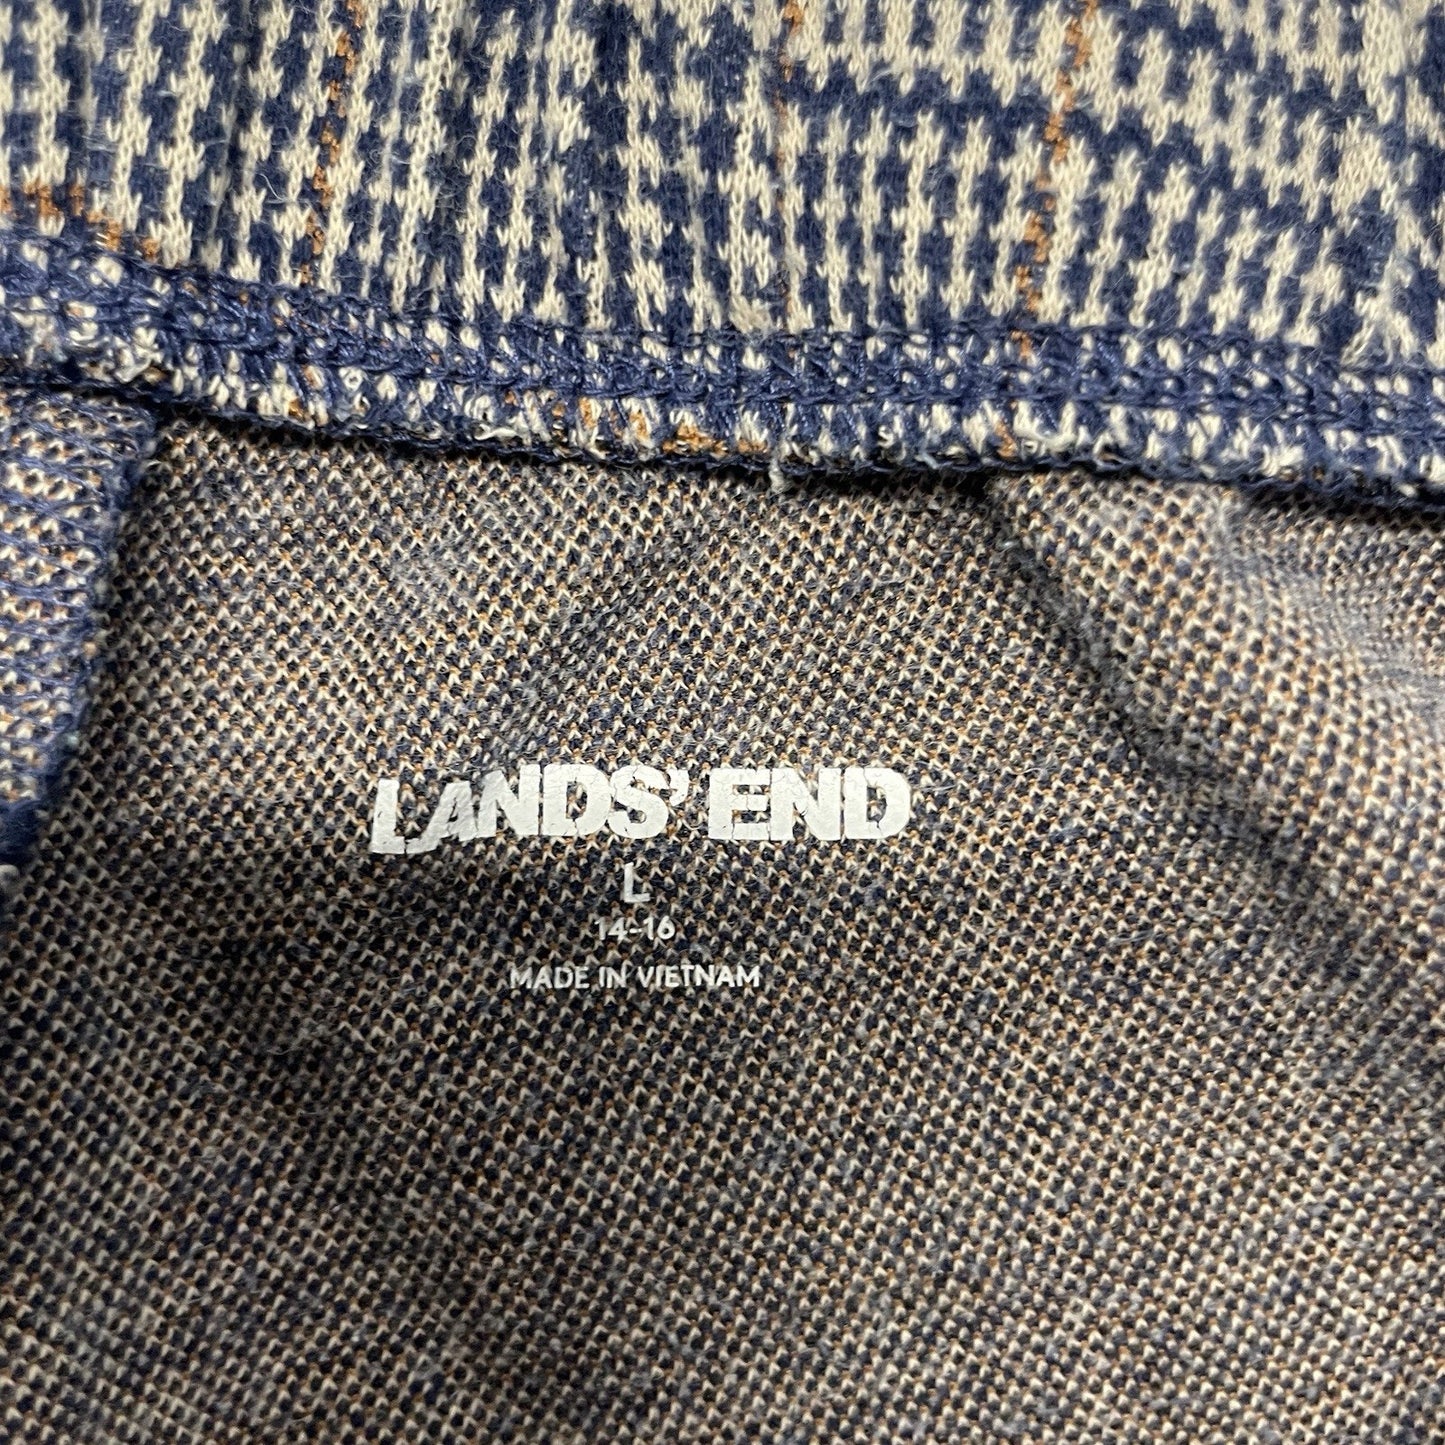 LANDS' END
L
14-16
MADE IN VIETNAM